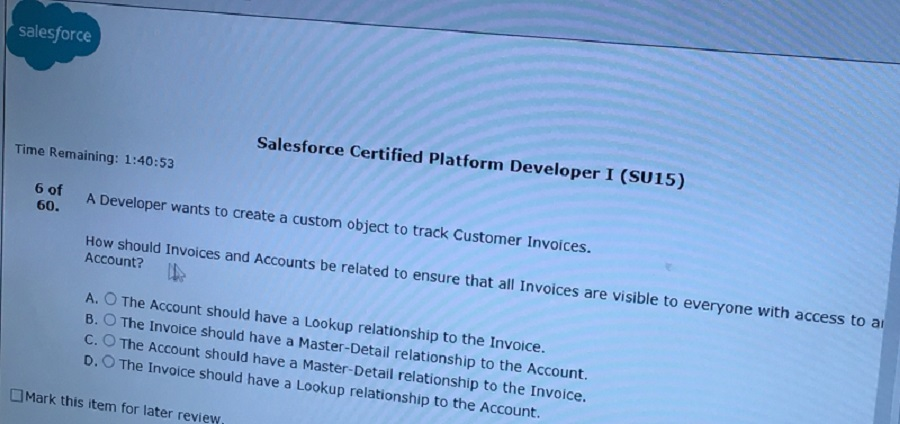 salesforce
Salesforce Certified Platform Developer I (SU15)
Time Remaining: 1:40:53
6 of
60.
A Developer wants to create a custom object to track Customer Invoices.
How should Invoices and Accounts be related to ensure that all Invoices are visible to everyone with access to
Account?
A. The Account should have a Lookup relationship to the Invoice.
B. The Invoice should have a Master-Detail relationship to the Account.
C. The Account should have a Master-Detail relationship to the Invoice.
D. The Invoice should have a Lookup relationship to the Account.
Mark this item for later review.